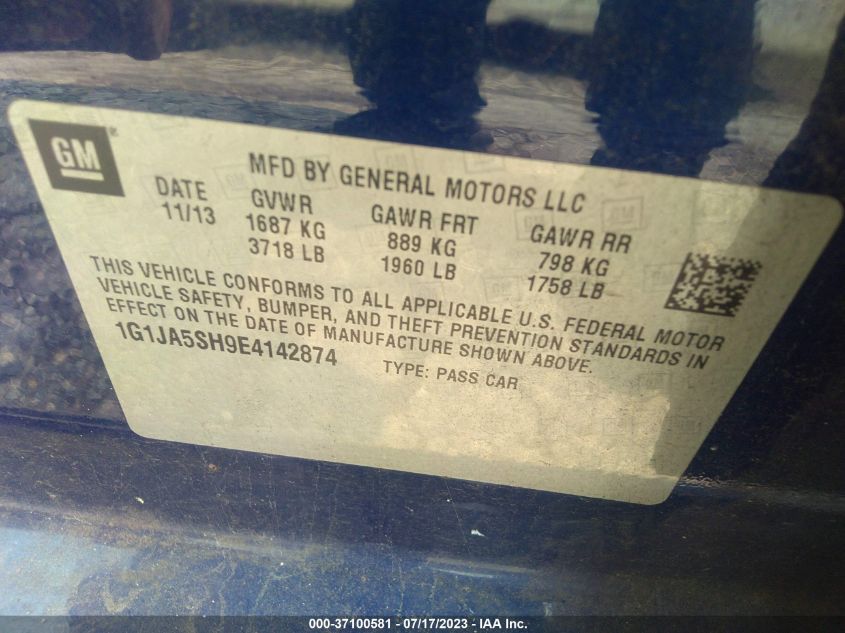 GM®
MFD BY GENERAL MOTORS LLC
DATE GVWR GAWR FRT GAWR RR
11/13 1687 KG 889 KG 798 KG
3718 LB 1960 LB 1758 LB
THIS VEHICLE CONFORMS TO ALL APPLICABLE U.S. FEDERAL MOTOR
VEHICLE SAFETY, BUMPER, AND THEFT PREVENTION STANDARDS IN
EFFECT ON THE DATE OF MANUFACTURE SHOWN ABOVE.
1G1JA5SH9E4142874 TYPE: PASS CAR
000-37100581 - 07/17/2023 - IAA Inc.